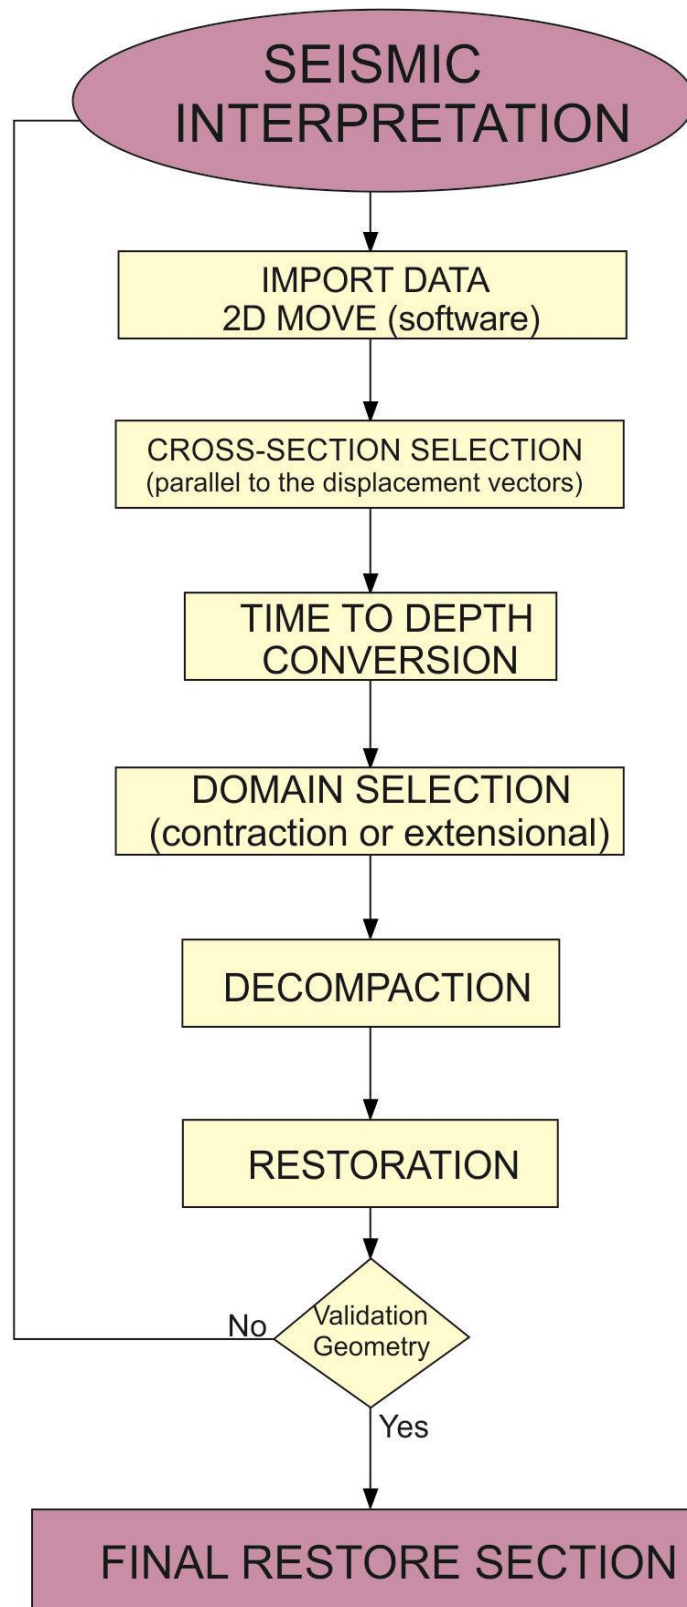 SEISMIC
INTERPRETATION
IMPORT DATA
2D MOVE (software)
CROSS-SECTION SELECTION
(parallel to the displacement vectors)
TIME TO DEPTH
CONVERSION
DOMAIN SELECTION
(contraction or extensional)
DECOMPACTION
RESTORATION
Validation
Geometry
No
Yes
FINAL RESTORE SECTION